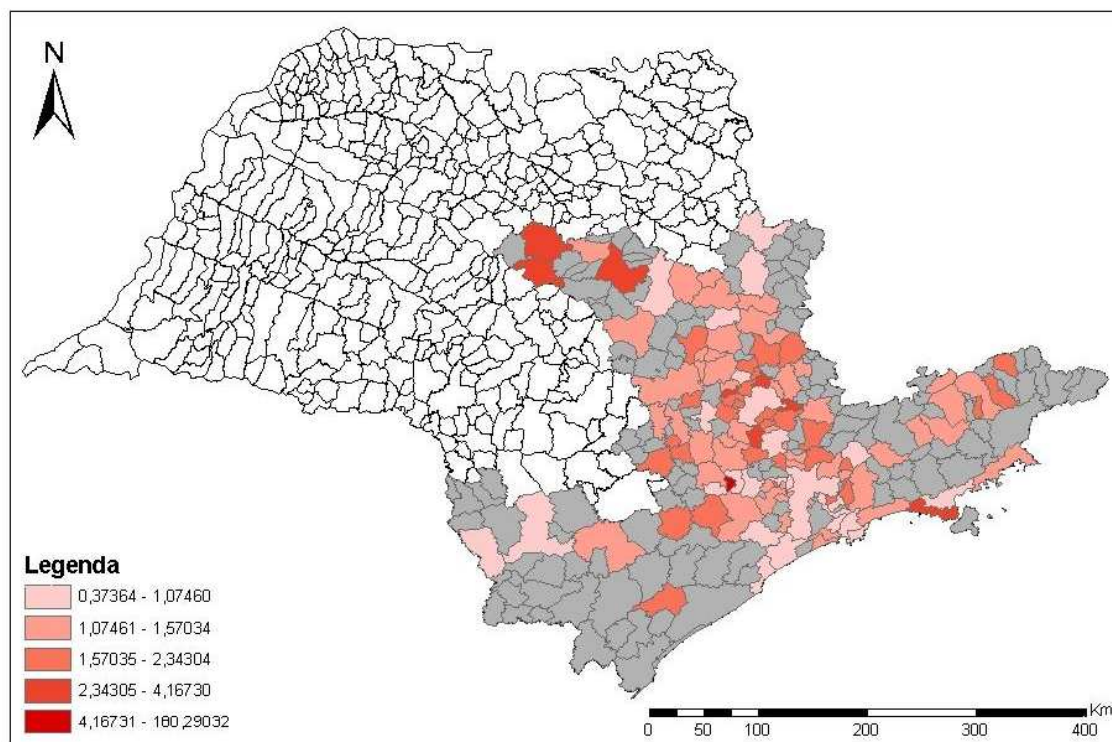 N
Legenda
0,37364 - 1,07460
1,07461 - 1,57034
1,57035 - 2,34304
2,34305 - 4,16730
4,16731 - 160,29032
Km
0 50 100 200 300 400